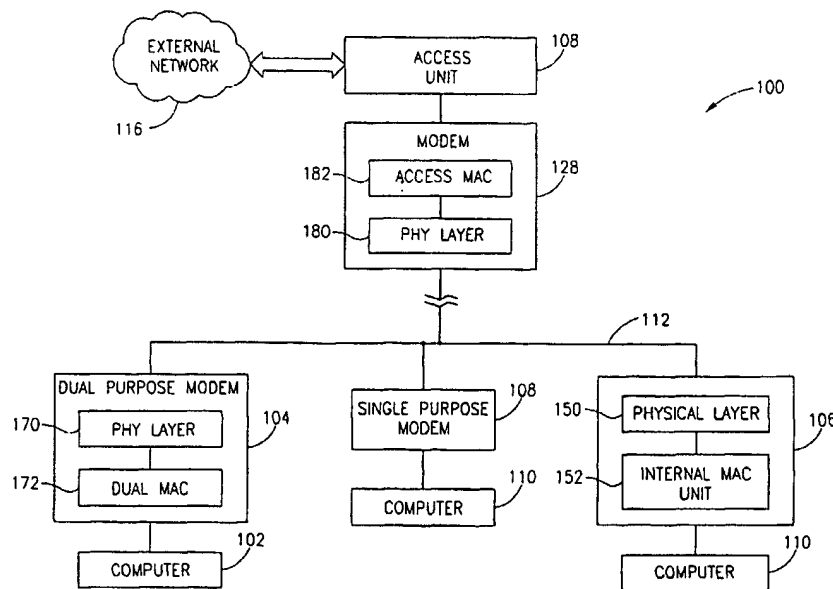 EXTERNAL
NETWORK
116
ACCESS
UNIT
108
100
MODEM
182
ACCESS MAC
128
180
PHY LAYER
112
DUAL PURPOSE MODEM
170
PHY LAYER
104
172
DUAL MAC
COMPUTER
102
108
SINGLE PURPOSE
MODEM
110
COMPUTER
150
PHYSICAL LAYER
106
152
INTERNAL MAC
UNIT
COMPUTER
110